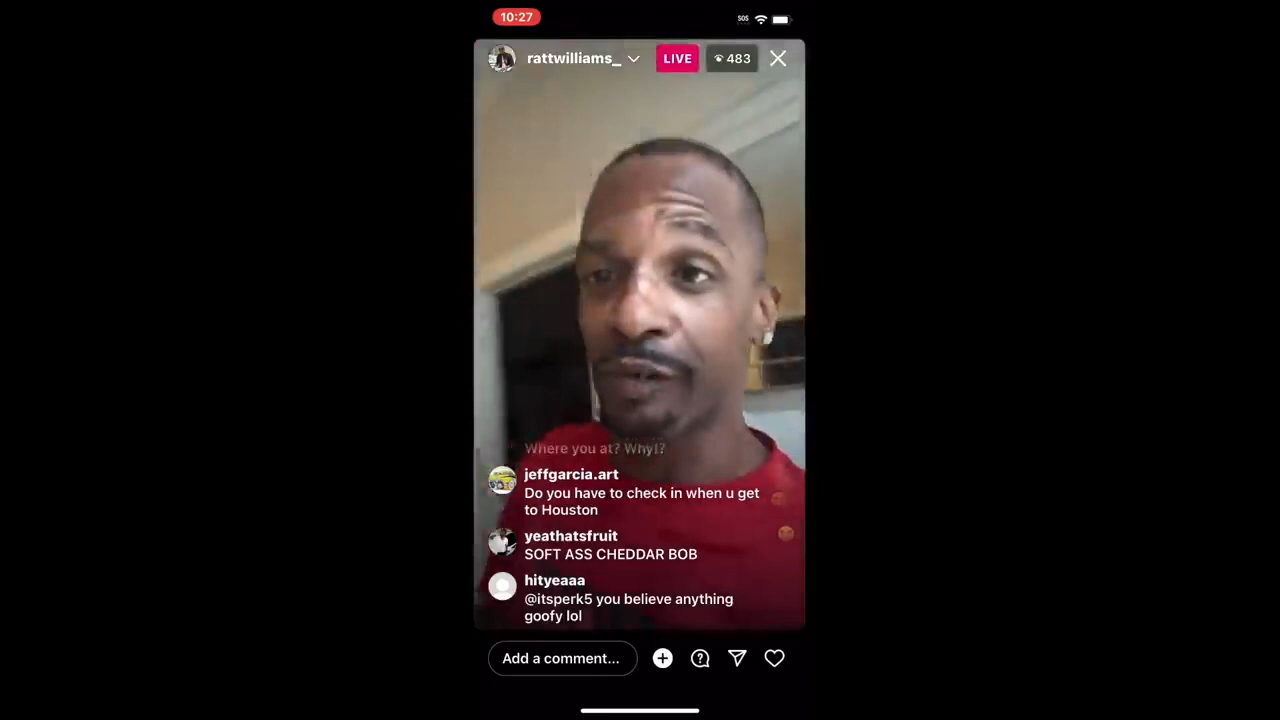 10:27
SOS
rattwilliams_
LIVE
483
Where you at? Why!?
jeffgarcia.art
Do you have to check in when u get
to Houston
yeathatsfruit
SOFT ASS CHEDDAR BOB
hityeaaa
@itsperk5 you believe anything
goofy lol
Add a comment...